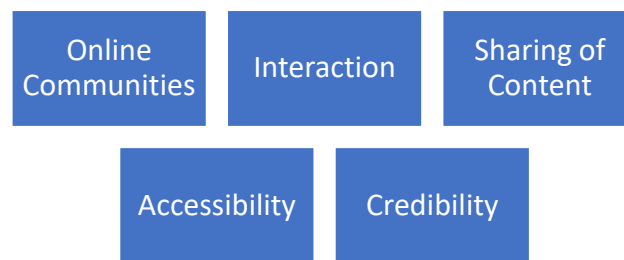 Online
Communities
Interaction
Sharing of
Content
Accessibility
Credibility